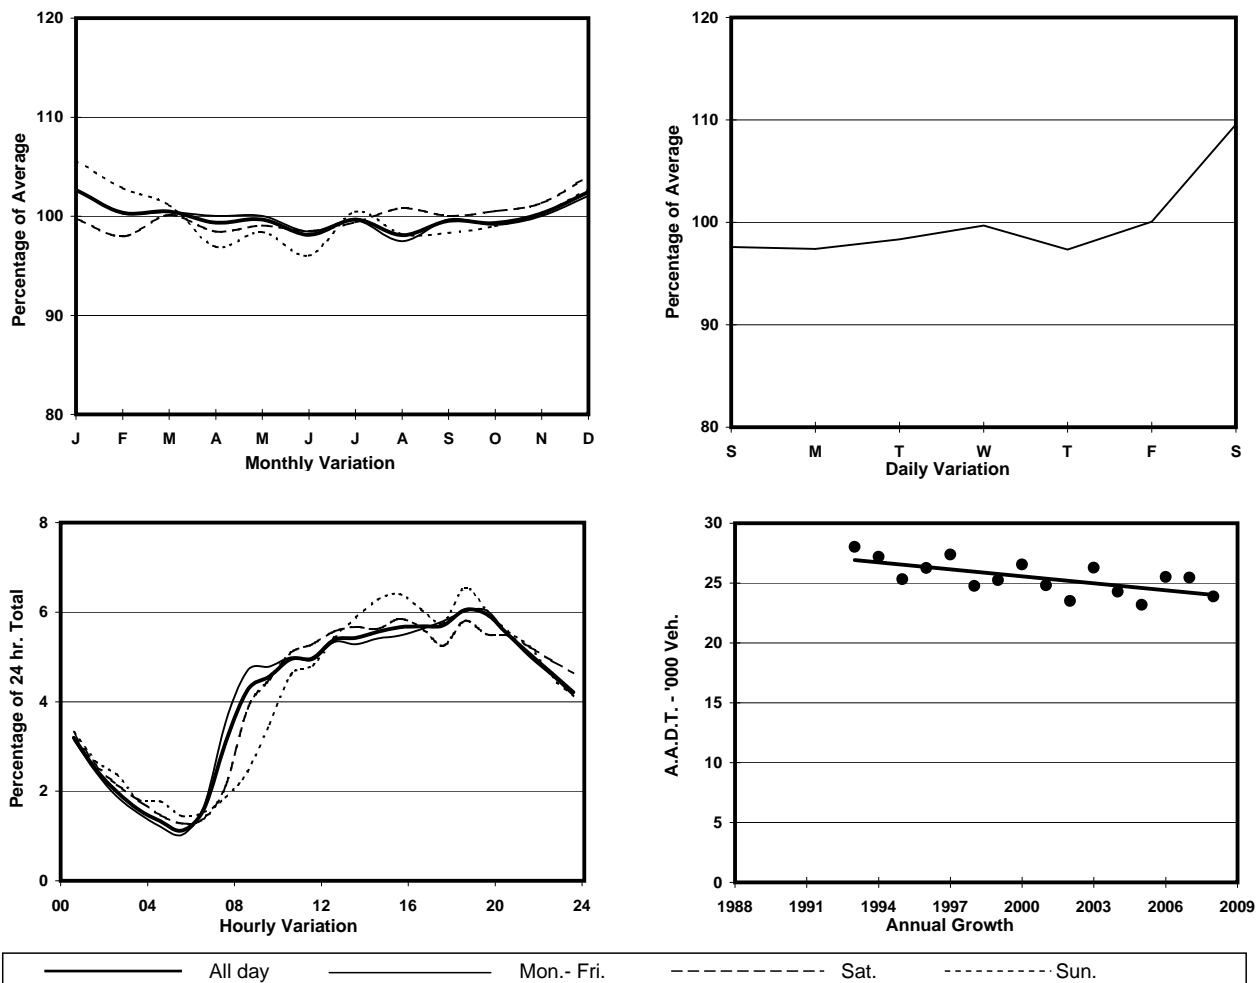 120
110
100
90
80
Percentage of Average
J F M A M J J A S O N D
Monthly Variation
120
110
100
90
80
Percentage of Average
S M T W T F S
Daily Variation
8
6
4
2
0
Percentage of 24 hr. Total
00 04 08 12 16 20 24
Hourly Variation
30
25
20
15
10
5
0
A.A.D.T. - '000 Veh.
1988 1991 1994 1997 2000 2003 2006 2009
Annual Growth
All day Mon.- Fri. Sat. Sun.